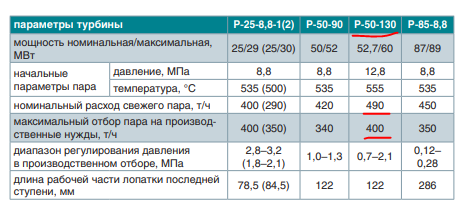 параметры турбины Р-25-8,8-1(2) Р-50-90 Р-50-130 Р-85-8,8
мощность номинальная/максимальная, МВт 25/29 (25/30) 50/52 52,7/60 87/89
начальные параметры пара
давление, МПа 8,8 8,8 12,8 8,8
температура, °С 535 (500) 535 555 535
номинальный расход свежего пара, т/ч 400 (290) 420 490 450
максимальный отбор пара на производ-
ственные нужды, т/ч 400 (350) 340 400 350
диапазон регулирования давления
в производственном отборе, МПа 2,8–3,2 (1,8–2,1) 1,0–1,3 0,7–2,1 0,12–0,28
длина рабочей части лопатки последней
ступени, мм 78,5 (84,5) 122 122 286